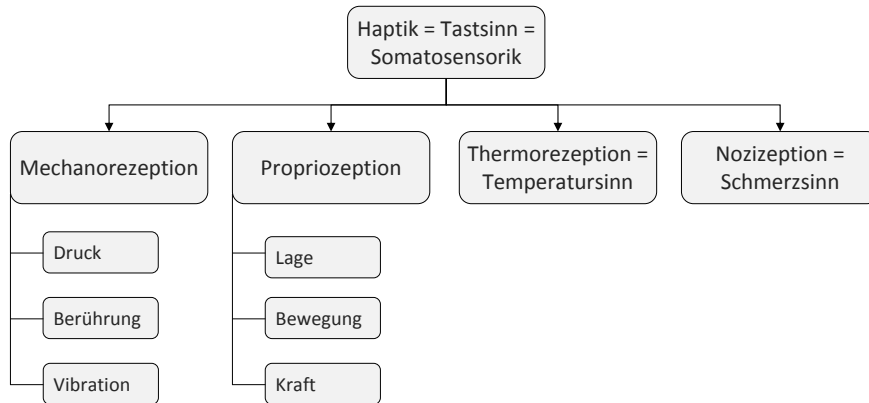 Haptik = Tastsinn =
Somatosensorik
Mechanorezeption
Propriozeption
Thermorezeption =
Temperatursinn
Nozizeption =
Schmerzsinn
Druck
Berührung
Vibration
Lage
Bewegung
Kraft